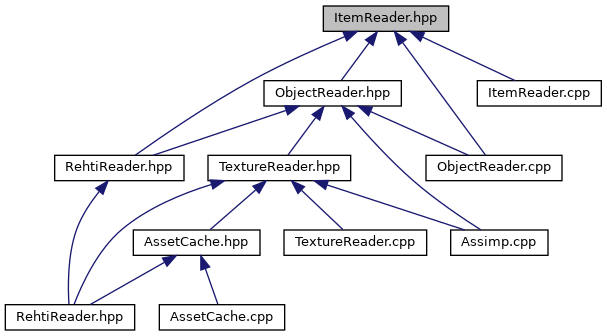 ItemReader.hpp
ObjectReader.hpp
ItemReader.cpp
RehtiReader.hpp
TextureReader.hpp
ObjectReader.cpp
AssetCache.hpp
TextureReader.cpp
Assimp.cpp
RehtiReader.hpp
AssetCache.cpp